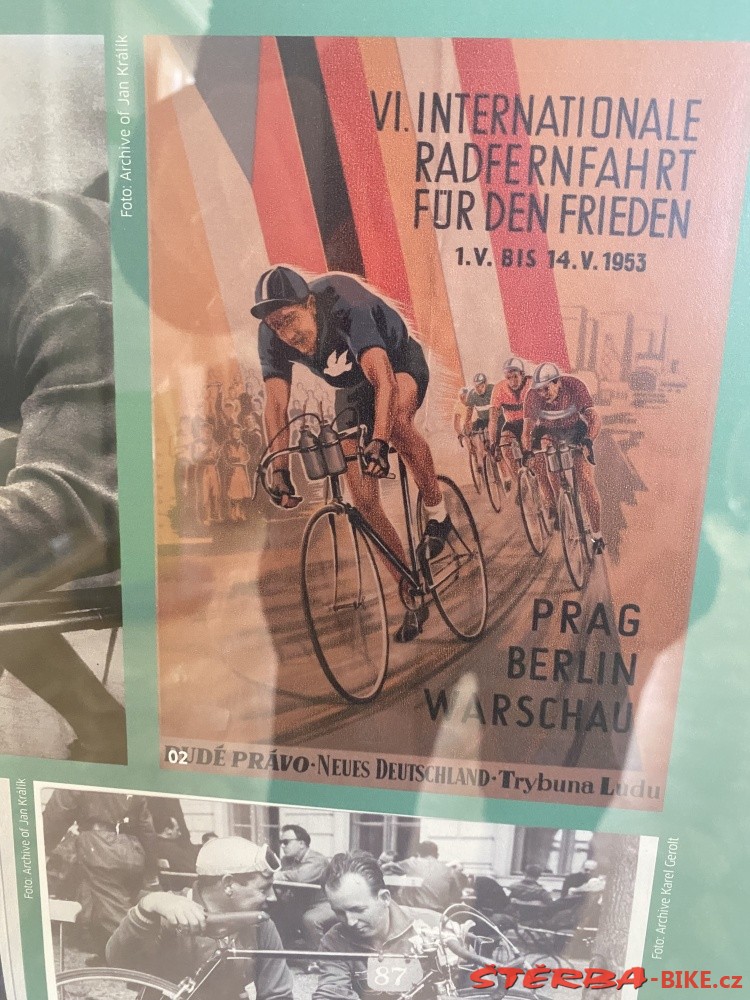 Foto: Archive of Jan Králík
VI. INTERNATIONALE
RADFERNFAHRT
FÜR DEN FRIEDEN
1.V. BIS 14.V.1953
PRAG
BERLIN
WARSCHAU
02
RUDÉ PRÁVO · NEUES DEUTSCHLAND · Trybuna Ludu
Foto: Archive of Jan Králík
Foto: Archive Karel Gerolt
87
STĚRBA-BIKE.cz